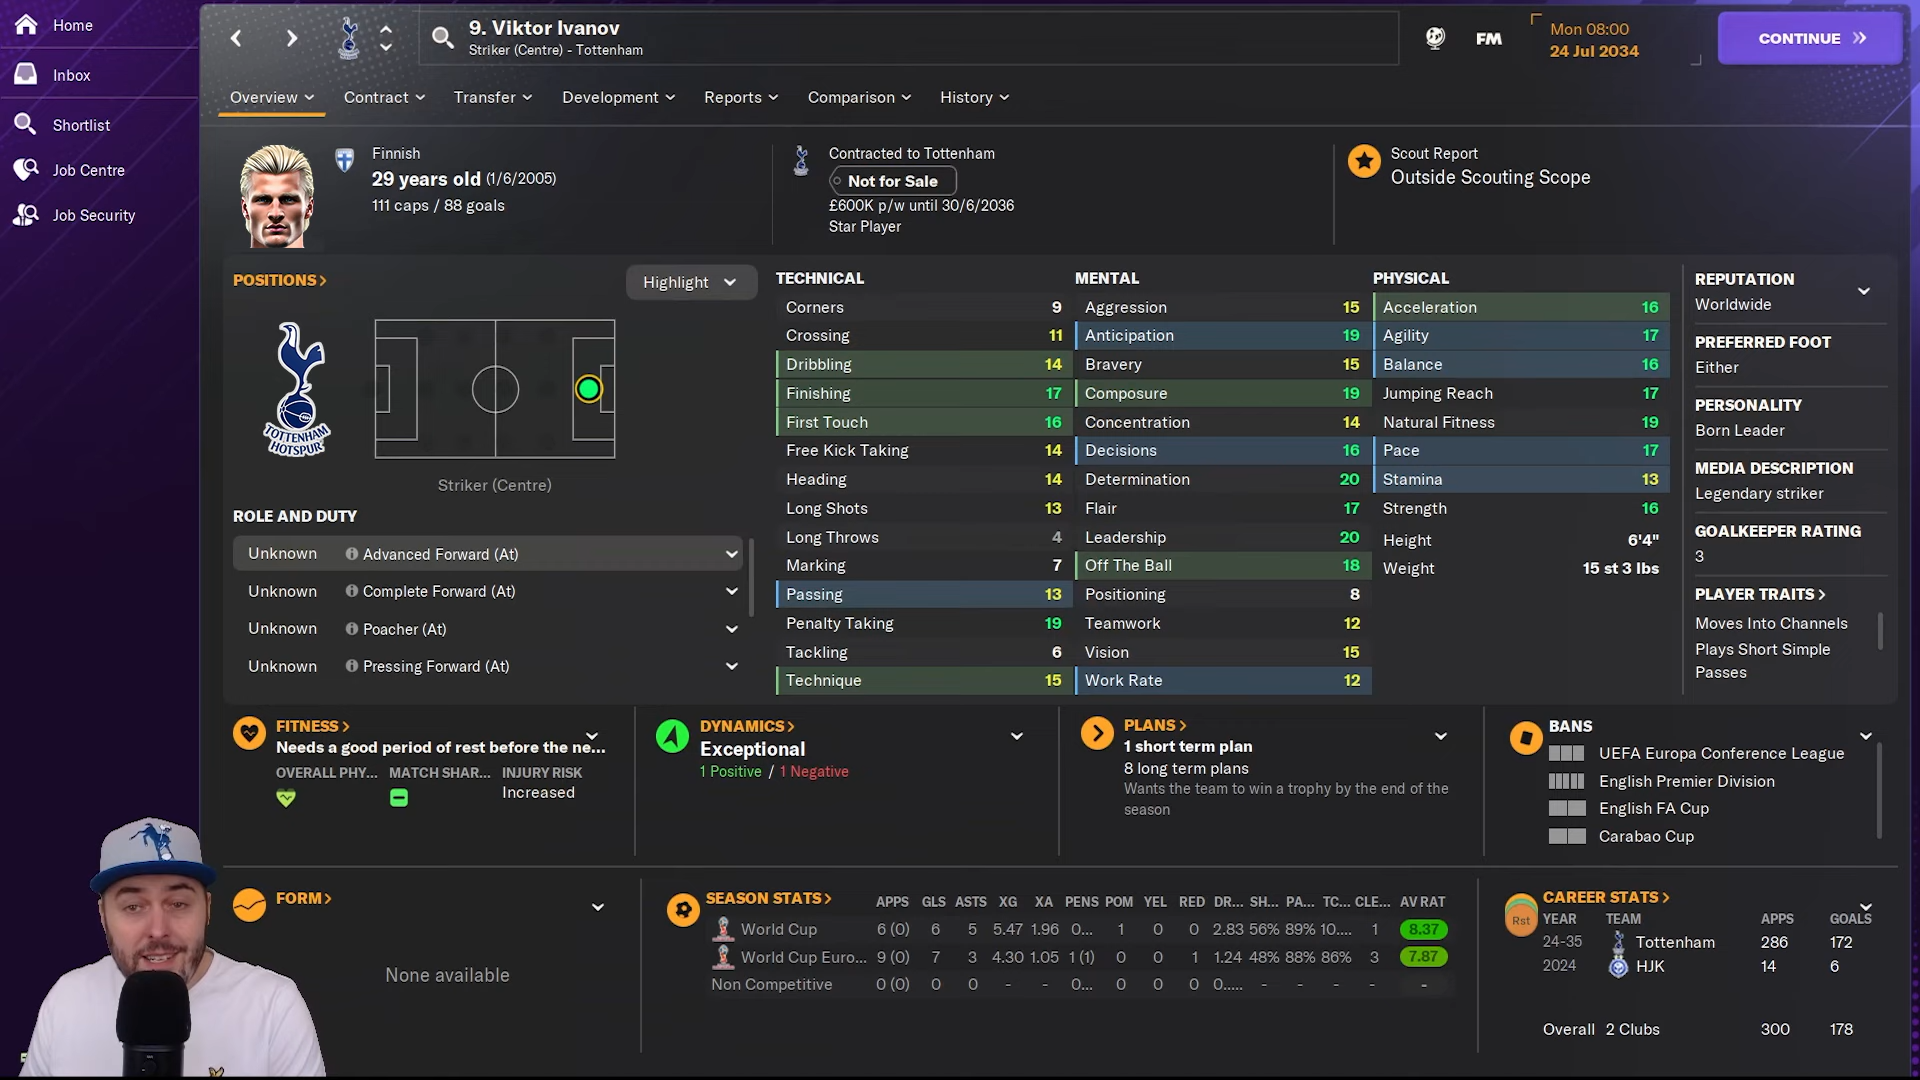 Home
Inbox
Shortlist
Job Centre
Job Security
9. Viktor Ivanov
Striker (Centre) - Tottenham
FM
Mon 08:00
24 Jul 2034
CONTINUE
Overview
Contract
Transfer
Development
Reports
Comparison
History
Finnish
29 years old (1/6/2005)
111 caps / 88 goals
Contracted to Tottenham
Not for Sale
£600K p/w until 30/6/2036
Star Player
Scout Report
Outside Scouting Scope
POSITIONS
Highlight
TOTTENHAM
HOTSPUR
Striker (Centre)
ROLE AND DUTY
Unknown Advanced Forward (At)
Unknown Complete Forward (At)
Unknown Poacher (At)
Unknown Pressing Forward (At)
TECHNICAL
Corners 9
Crossing 11
Dribbling 14
Finishing 17
First Touch 16
Free Kick Taking 14
Heading 14
Long Shots 13
Long Throws 4
Marking 7
Passing 13
Penalty Taking 19
Tackling 6
Technique 15
MENTAL
Aggression 15
Anticipation 19
Bravery 15
Composure 19
Concentration 14
Decisions 16
Determination 20
Flair 17
Leadership 20
Off The Ball 18
Positioning 8
Teamwork 12
Vision 15
Work Rate 12
PHYSICAL
Acceleration 16
Agility 17
Balance 16
Jumping Reach 17
Natural Fitness 19
Pace 17
Stamina 13
Strength 16
Height 6'4"
Weight 15 st 3 lbs
REPUTATION
Worldwide
PREFERRED FOOT
Either
PERSONALITY
Born Leader
MEDIA DESCRIPTION
Legendary striker
GOALKEEPER RATING
3
PLAYER TRAITS
Moves Into Channels
Plays Short Simple
Passes
FITNESS
Needs a good period of rest before the ne...
OVERALL PHY... MATCH SHAR... INJURY RISK
Increased
DYNAMICS
Exceptional
1 Positive / 1 Negative
PLANS
1 short term plan
8 long term plans
Wants the team to win a trophy by the end of the
season
BANS
UEFA Europa Conference League
English Premier Division
English FA Cup
Carabao Cup
FORM
None available
SEASON STATS APPS GLS ASTS XG XA PENS POM YEL RED DR... SH... PA... TC... CLE... AV RAT
World Cup 6 (0) 6 5 5.47 1.96 0... 1 0 0 2.83 56% 89% 10.... 1 8.37
World Cup Euro... 9 (0) 7 3 4.30 1.05 1 (1) 0 0 1 1.24 48% 88% 86% 3 7.87
Non Competitive 0 (0) 0 0 - - 0... 0 0 0 0..... - - - - -
Rst
CAREER STATS
YEAR TEAM APPS GOALS
24-35 Tottenham 286 172
2024 HJK 14 6
Overall 2 Clubs 300 178